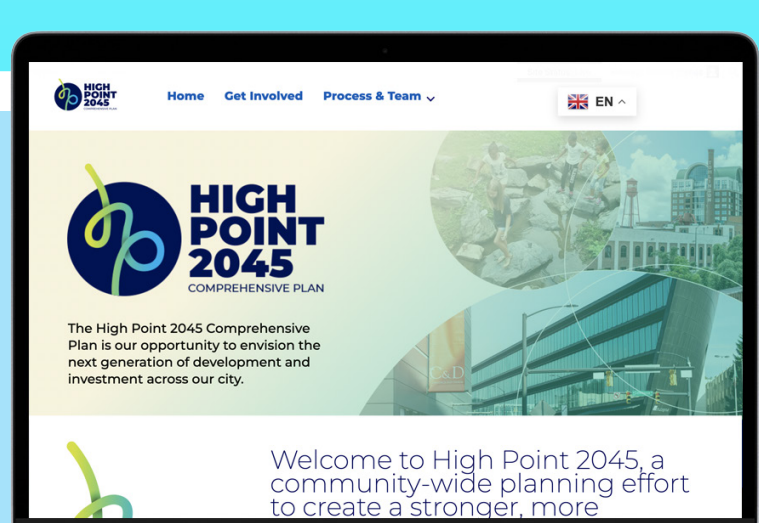 HIGH
POINT
2045
COMPREHENSIVE PLAN
Home Get Involved Process & Team
EN
HIGH
POINT
2045
COMPREHENSIVE PLAN
The High Point 2045 Comprehensive
Plan is our opportunity to envision the
next generation of development and
investment across our city.
C&D
Welcome to High Point 2045, a
community-wide planning effort
to create a stronger, more